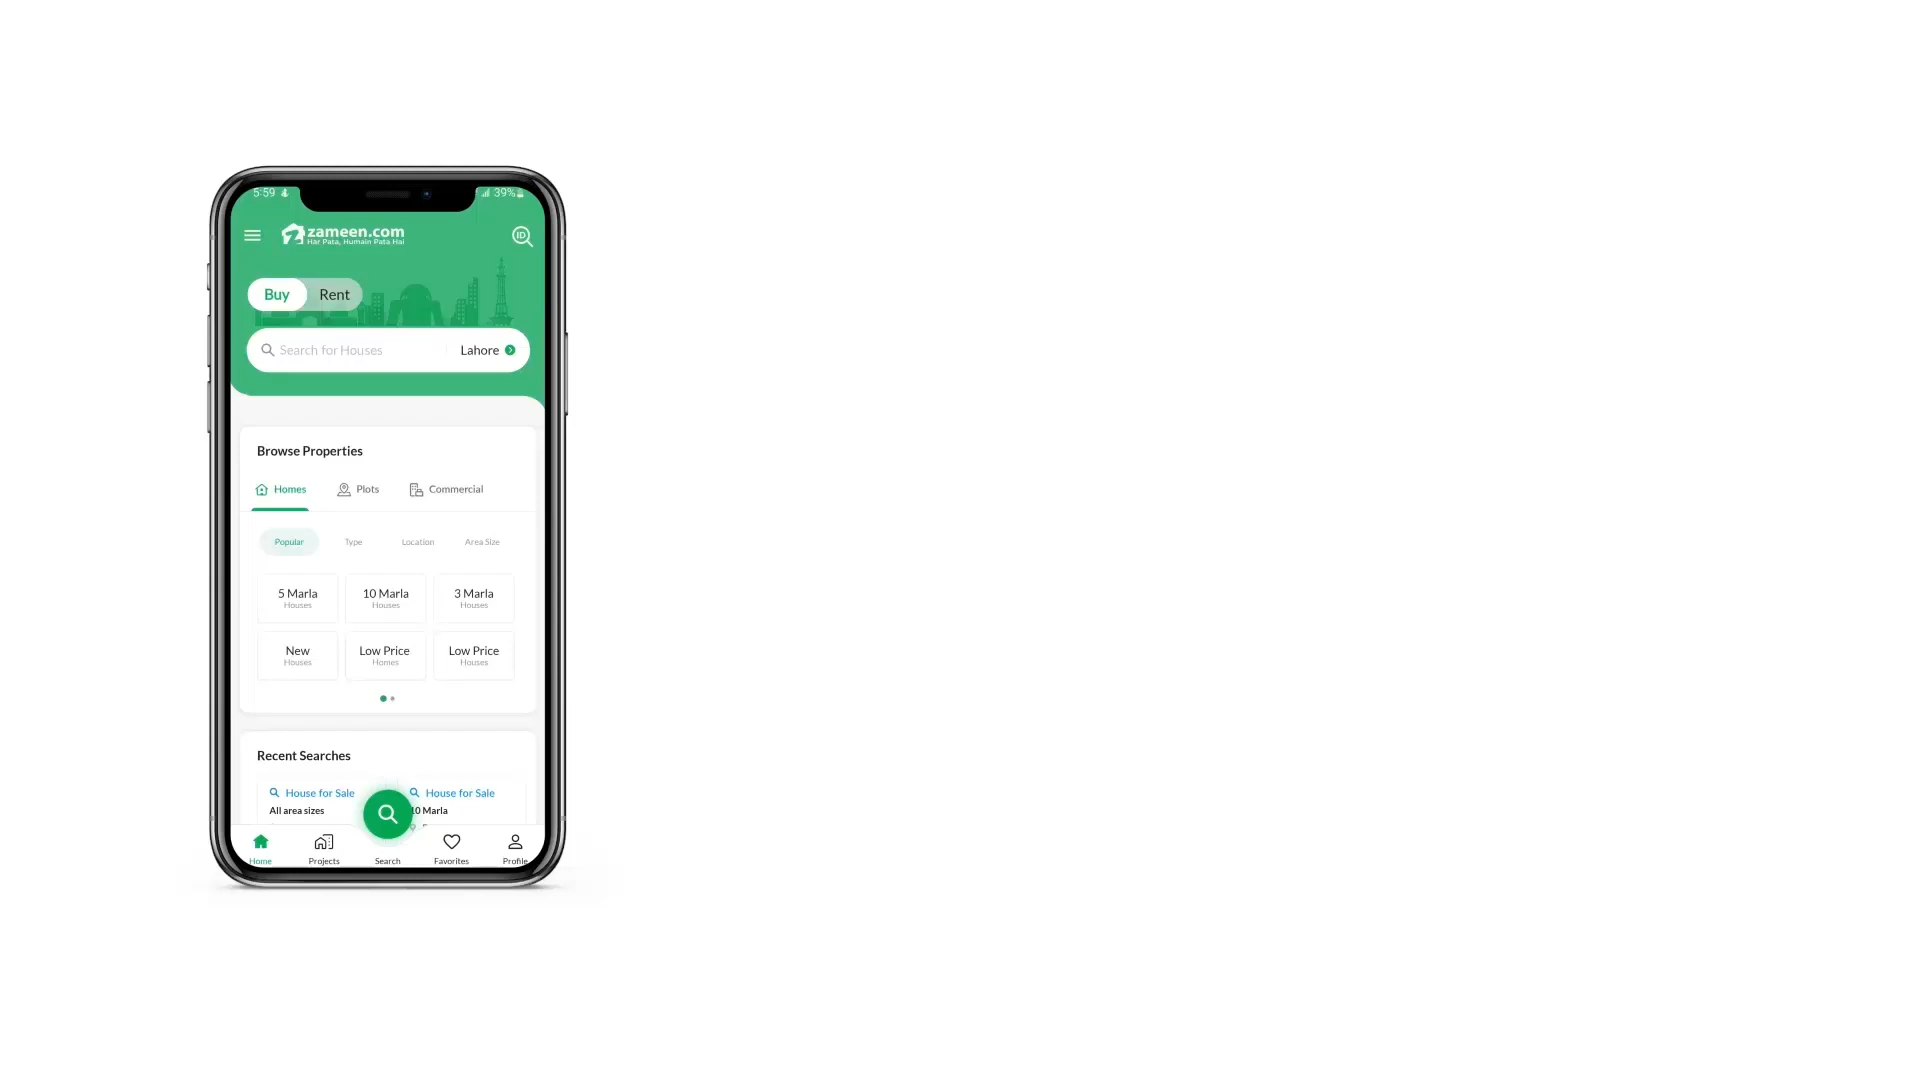 5:59
39%
zameen.com
Har Pata, Humain Pata Hai
ID
Buy
Rent
Search for Houses
Lahore
Browse Properties
Homes
Plots
Commercial
Popular
Type
Location
Area Size
5 Marla
Houses
10 Marla
Houses
3 Marla
Houses
New
Houses
Low Price
Homes
Low Price
Houses
Recent Searches
House for Sale
All area sizes
House for Sale
10 Marla
Home
Projects
Search
Favorites
Profile